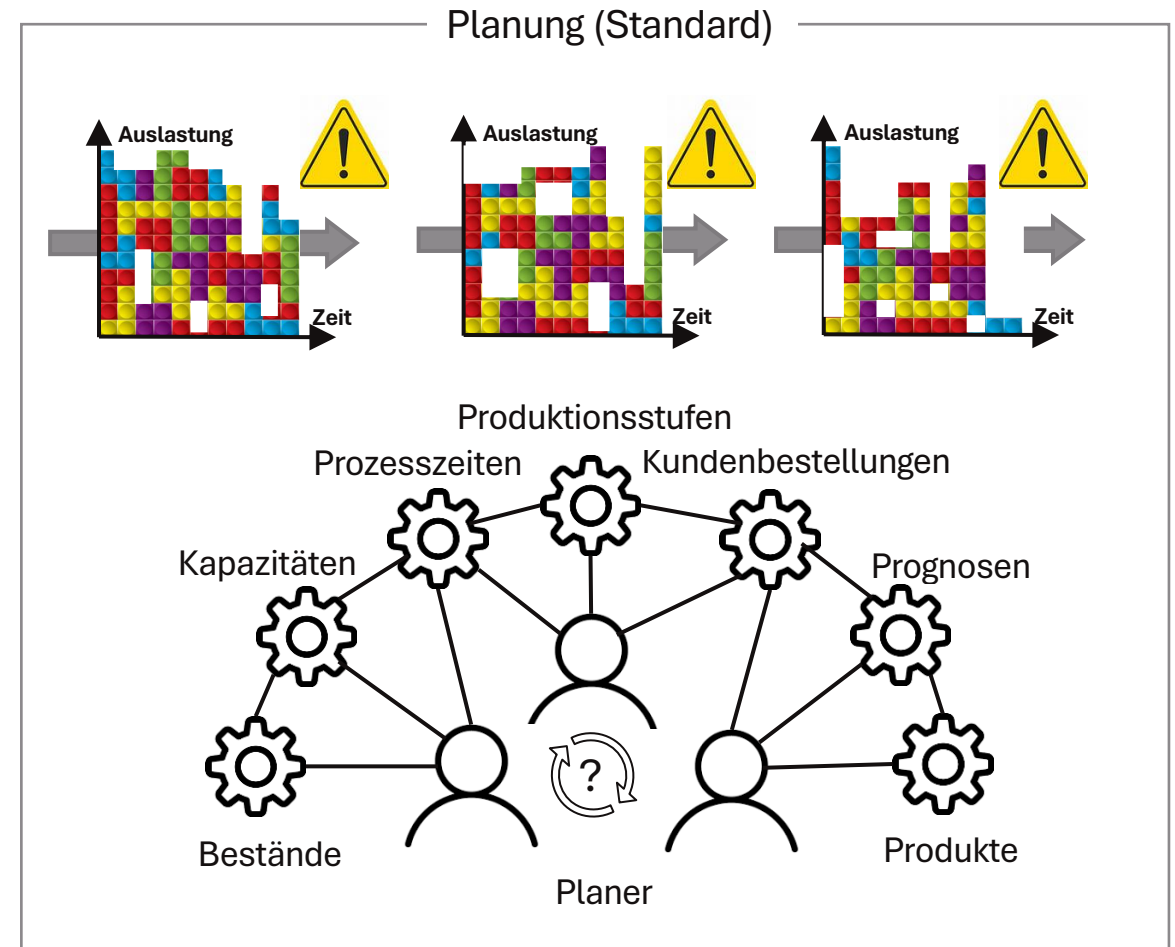 Planung (Standard)
Auslastung
Zeit
Auslastung
Zeit
Auslastung
Zeit
Produktionsstufen
Prozesszeiten
Kundenbestellungen
Kapazitäten
Prognosen
?
Bestände
Produkte
Planer